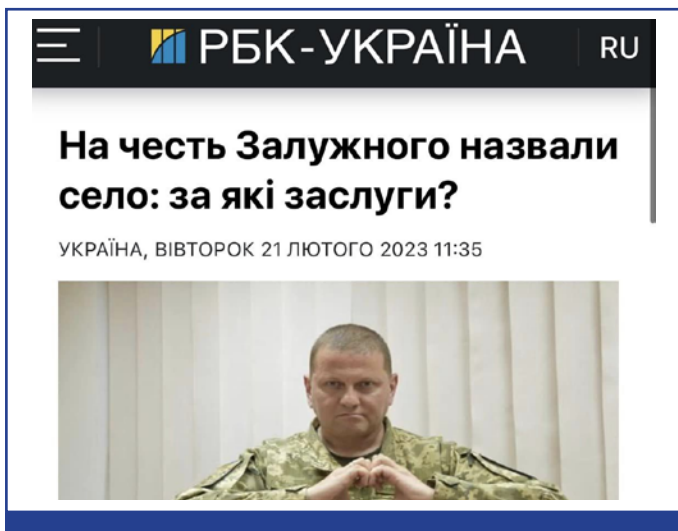 РБК-УКРАЇНА RU
На честь Залужного назвали
село: за які заслуги?
УКРАЇНА, ВІВТОРОК 21 ЛЮТОГО 2023 11:35